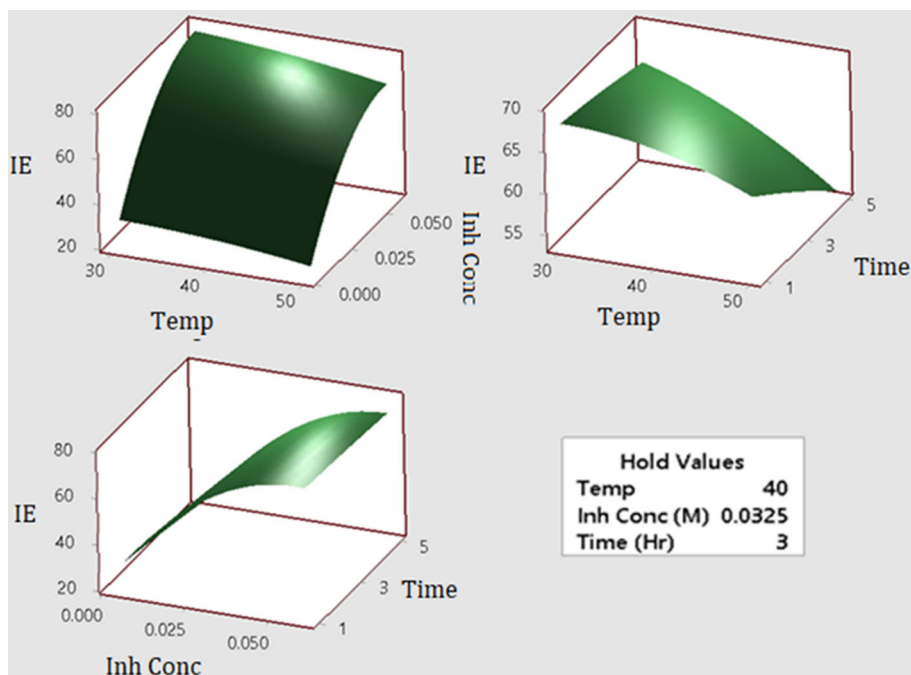 80
60
IE
40
20
30
40
50
Temp
0.000
0.025
0.050
Inh Conc
70
65
IE
60
55
30
40
50
Temp
1
3
5
Time
80
60
IE
40
20
0.000
0.025
0.050
Inh Conc
1
3
5
Time
Hold Values
Temp 40
Inh Conc (M) 0.0325
Time (Hr) 3